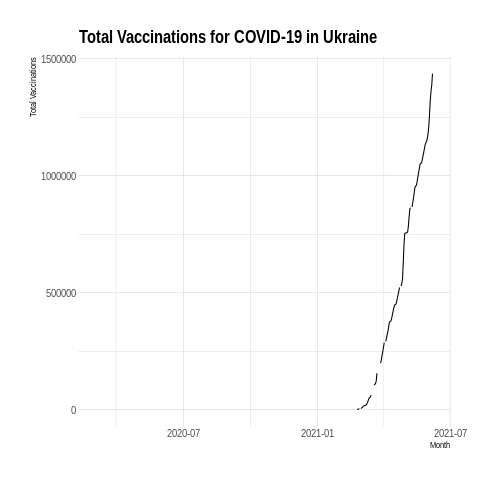 Total Vaccinations for COVID-19 in Ukraine
Total Vaccinations
1500000
1000000
500000
0
2020-07 2021-01 2021-07
Month